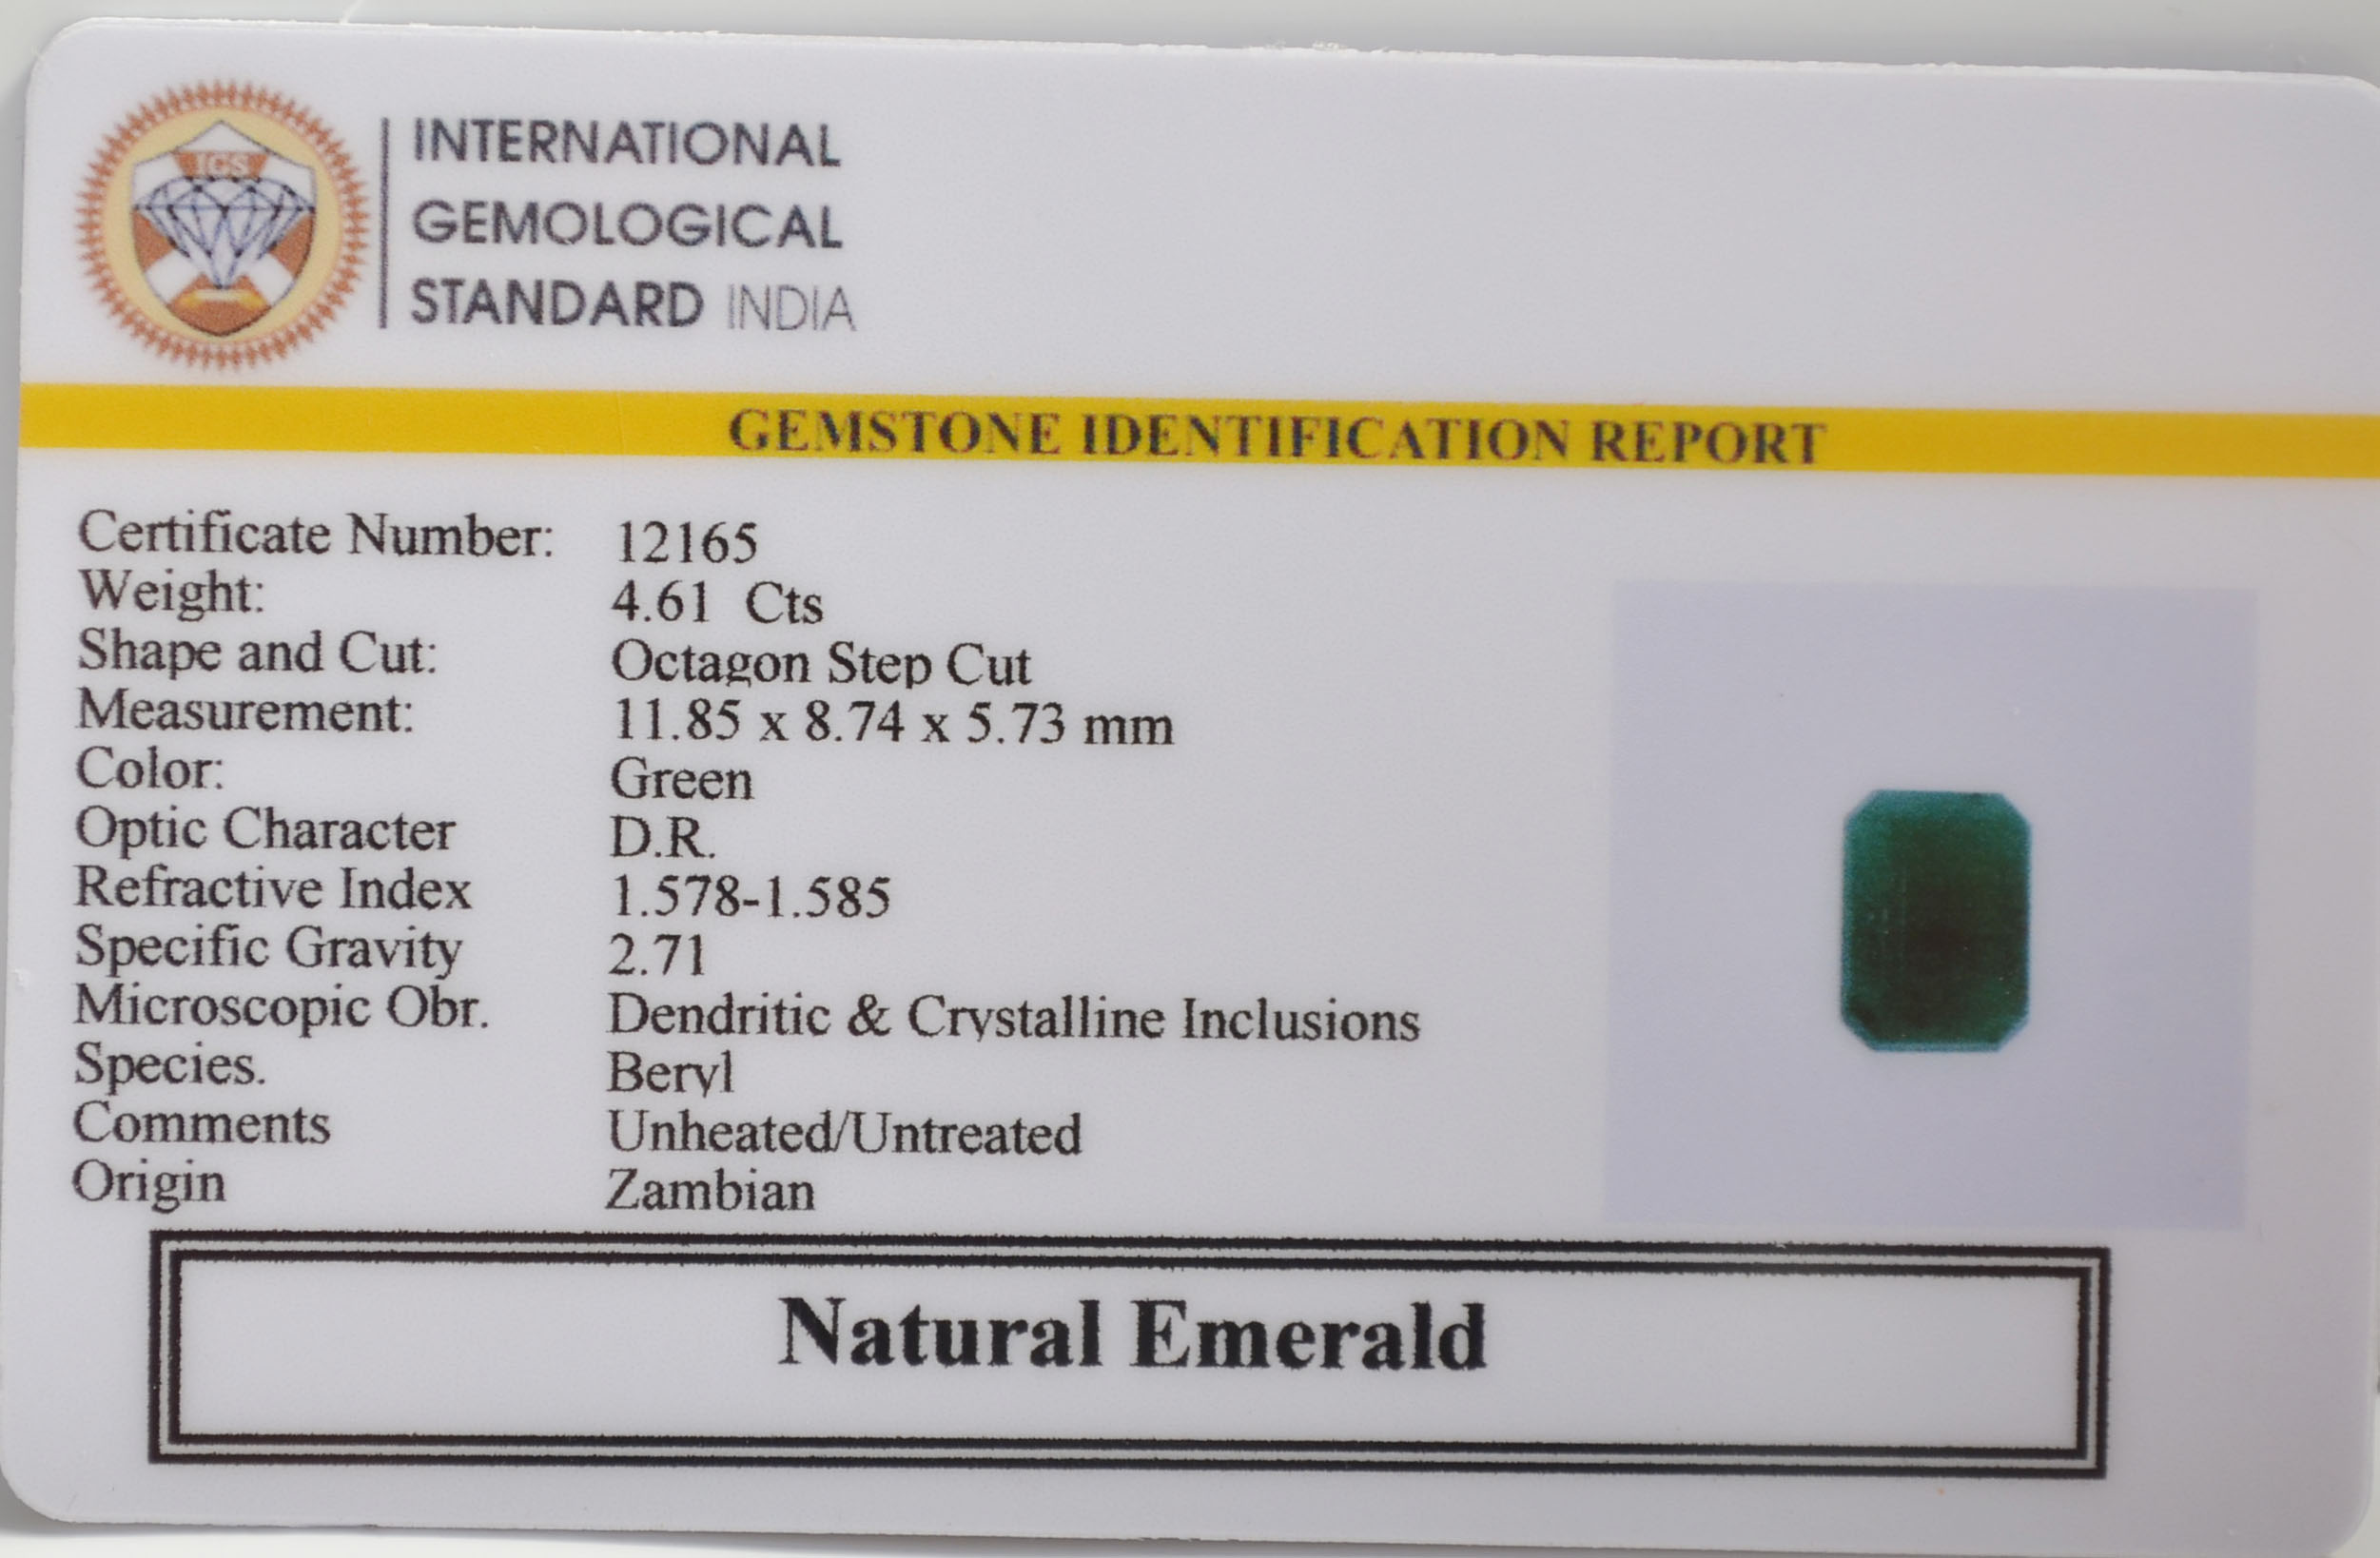 IGS
INTERNATIONAL
GEMOLOGICAL
STANDARD INDIA
GEMSTONE IDENTIFICATION REPORT
Certificate Number: 12165
Weight: 4.61 Cts
Shape and Cut: Octagon Step Cut
Measurement: 11.85 x 8.74 x 5.73 mm
Color: Green
Optic Character D.R.
Refractive Index 1.578-1.585
Specific Gravity 2.71
Microscopic Obr. Dendritic & Crystalline Inclusions
Species. Beryl
Comments Unheated/Untreated
Origin Zambian
Natural Emerald